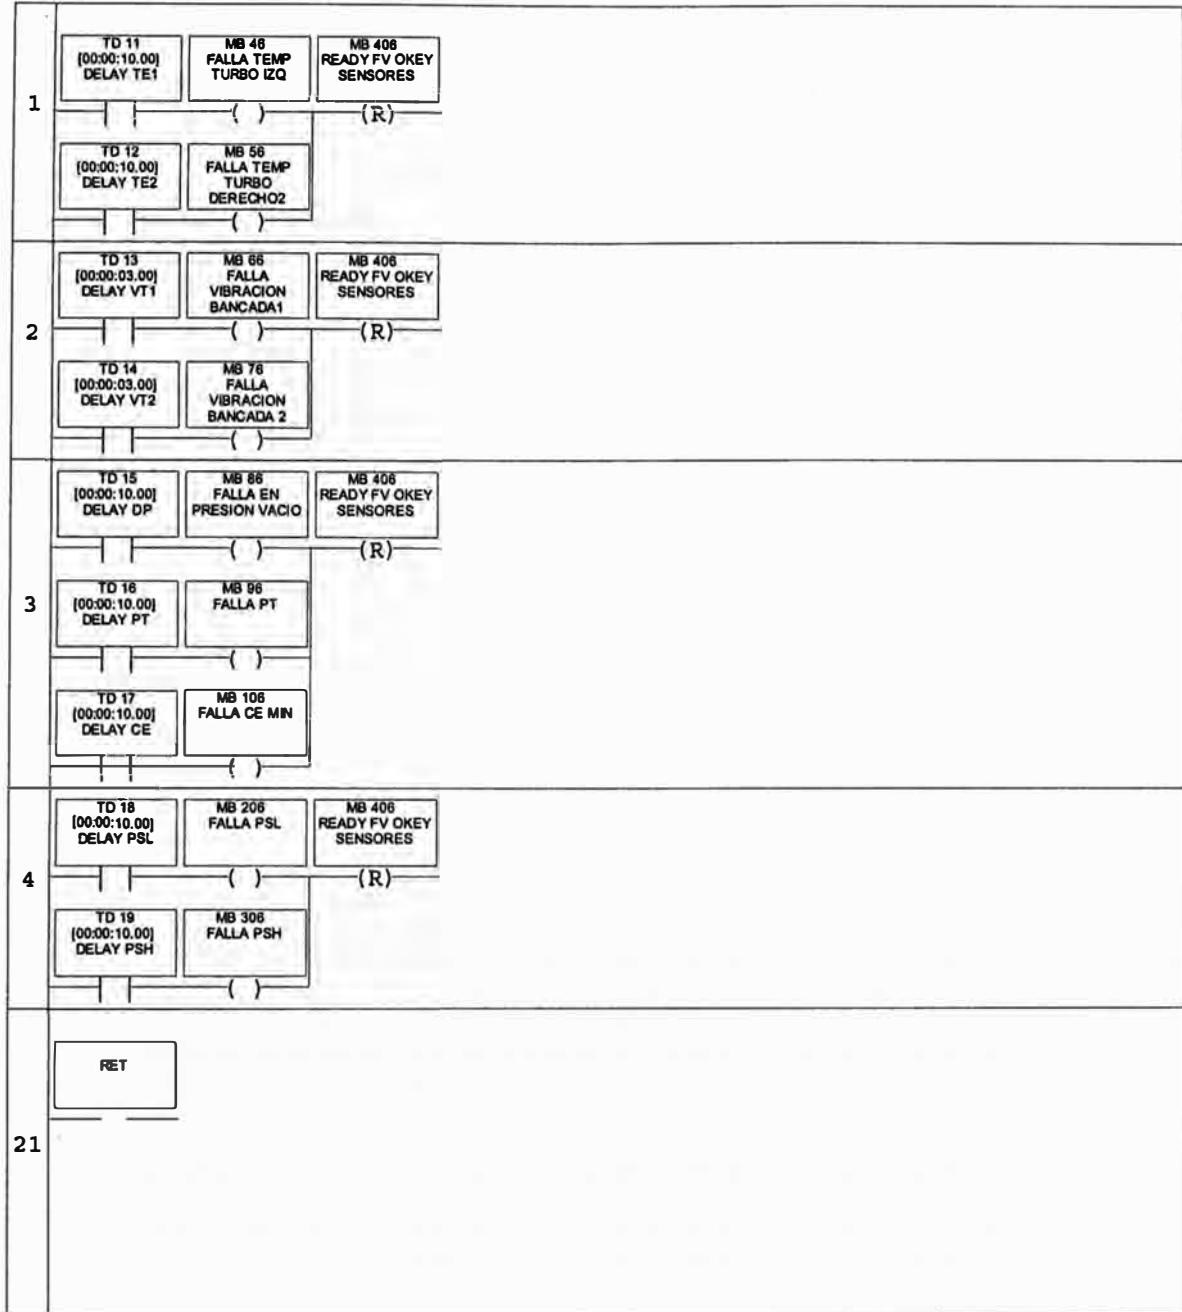 1
TD 11
[00:00:10.00]
DELAY TE1
MB 46
FALLA TEMP
TURBO IZQ
MB 406
READY FV OKEY
SENSORES
( )
(R)
TD 12
[00:00:10.00]
DELAY TE2
MB 56
FALLA TEMP
TURBO
DERECHO2
( )
2
TD 13
[00:00:03.00]
DELAY VT1
MB 66
FALLA
VIBRACION
BANCADA1
MB 406
READY FV OKEY
SENSORES
( )
(R)
TD 14
[00:00:03.00]
DELAY VT2
MB 76
FALLA
VIBRACION
BANCADA 2
( )
3
TD 15
[00:00:10.00]
DELAY DP
MB 86
FALLA EN
PRESION VACIO
MB 406
READY FV OKEY
SENSORES
( )
(R)
TD 16
[00:00:10.00]
DELAY PT
MB 96
FALLA PT
( )
TD 17
[00:00:10.00]
DELAY CE
MB 106
FALLA CE MIN
( )
4
TD 18
[00:00:10.00]
DELAY PSL
MB 206
FALLA PSL
MB 406
READY FV OKEY
SENSORES
( )
(R)
TD 19
[00:00:10.00]
DELAY PSH
MB 306
FALLA PSH
( )
21
RET